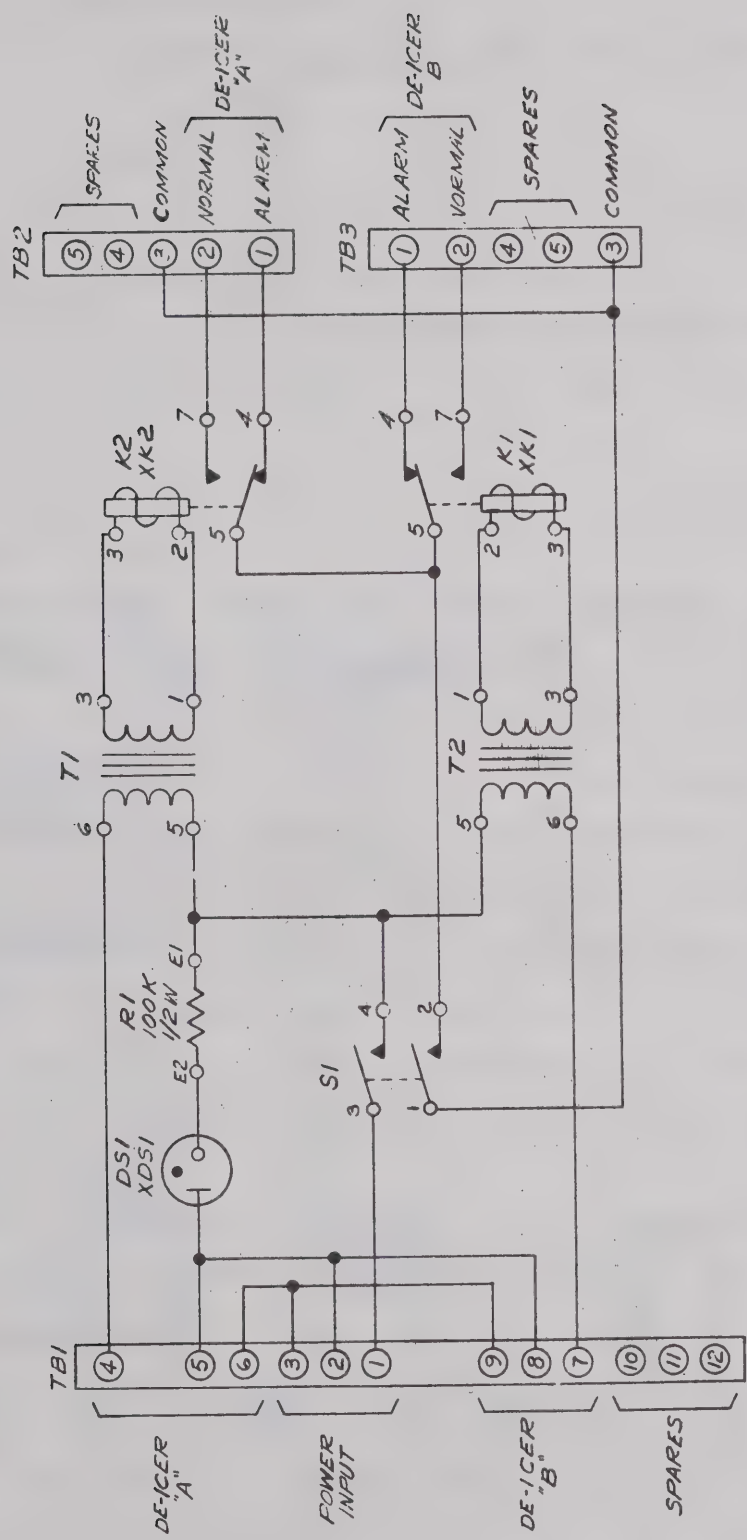 TB1
DE-ICER
"A"
4
5
6
POWER
INPUT
3
2
1
DE-ICER
"B"
9
8
7
SPARES
10
11
12
DS1
XDS1
E2
R1
100K
1/2W
E1
S1
3
4
1
2
T1
6
5
3
1
T2
5
6
1
3
K2
XK2
3
2
5
7
4
K1
XK1
2
3
5
4
7
TB2
5
4
SPARES
3
COMMON
2
NORMAL
1
ALARM
DE-ICER
"A"
TB3
1
ALARM
2
VORMAL
DE-ICER
B
4
5
SPARES
3
COMMON